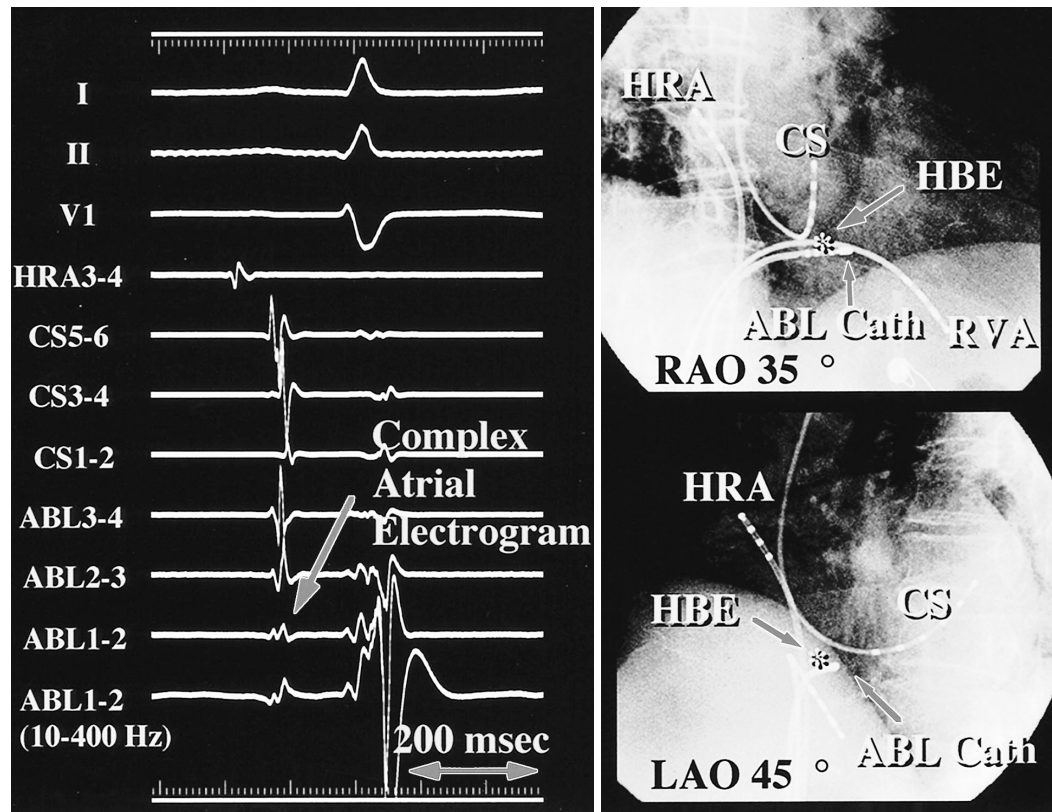 I
II
V1
HRA3-4
CS5-6
CS3-4
CS1-2
ABL3-4
ABL2-3
ABL1-2
ABL1-2
(10-400 Hz)
Complex
Atrial
Electrogram
200 msec
HRA
CS
HBE
*
ABL Cath
RVA
RAO 35 °
HRA
HBE
CS
*
ABL Cath
LAO 45 °